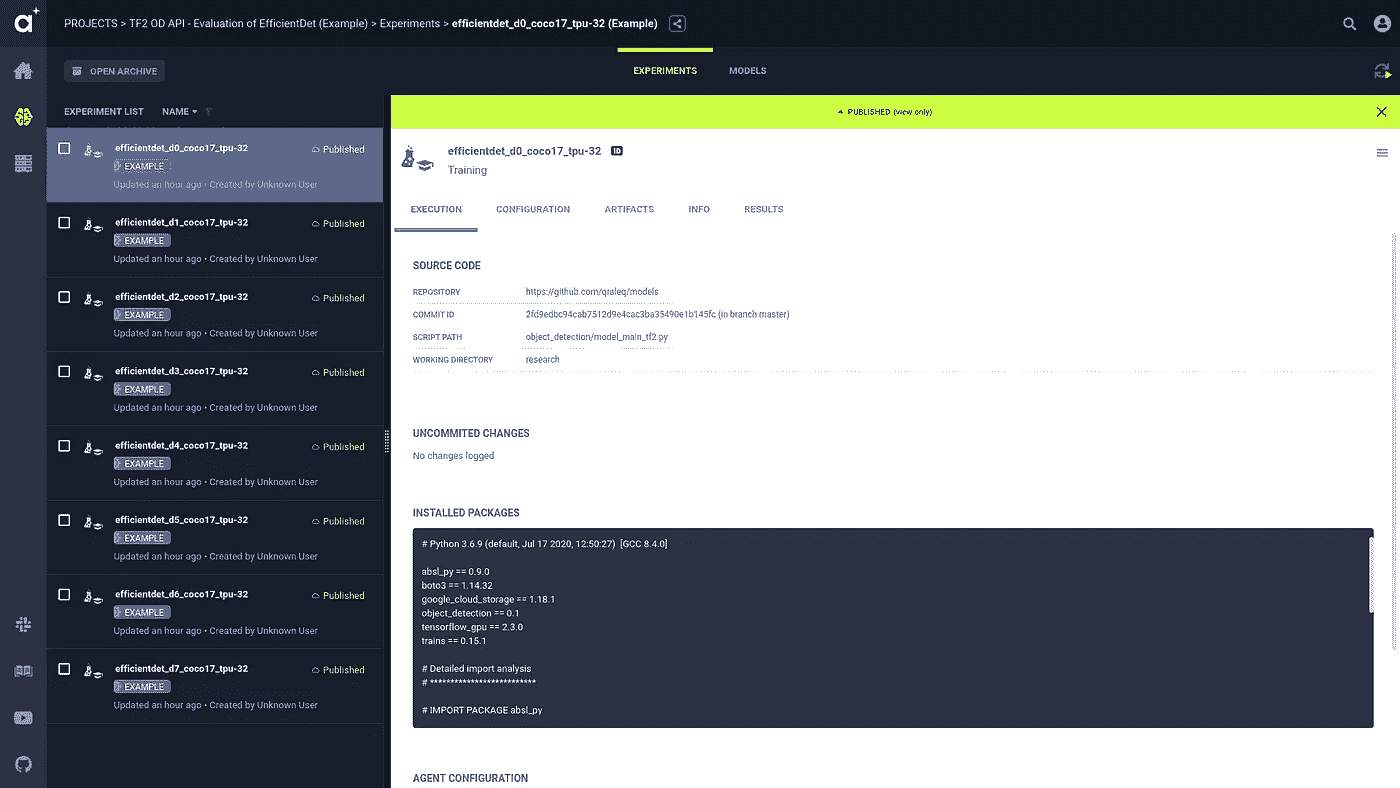 PROJECTS > TF2 OD API - Evaluation of EfficientDet (Example) > Experiments > efficientdet_d0_coco17_tpu-32 (Example)
OPEN ARCHIVE
EXPERIMENTS
MODELS
EXPERIMENT LIST
NAME
efficientdet_d0_coco17_tpu-32
Published
EXAMPLE
Updated an hour ago • Created by Unknown User
efficientdet_d1_coco17_tpu-32
Published
EXAMPLE
Updated an hour ago • Created by Unknown User
efficientdet_d2_coco17_tpu-32
Published
EXAMPLE
Updated an hour ago • Created by Unknown User
efficientdet_d3_coco17_tpu-32
Published
EXAMPLE
Updated an hour ago • Created by Unknown User
efficientdet_d4_coco17_tpu-32
Published
EXAMPLE
Updated an hour ago • Created by Unknown User
efficientdet_d5_coco17_tpu-32
Published
EXAMPLE
Updated an hour ago • Created by Unknown User
efficientdet_d6_coco17_tpu-32
Published
EXAMPLE
Updated an hour ago • Created by Unknown User
efficientdet_d7_coco17_tpu-32
Published
EXAMPLE
Updated an hour ago • Created by Unknown User
PUBLISHED (view only)
efficientdet_d0_coco17_tpu-32 ID
Training
EXECUTION
CONFIGURATION
ARTIFACTS
INFO
RESULTS
SOURCE CODE
REPOSITORY https://github.com/qraleq/models
COMMIT ID 2fd9edbc94cab7512d9e4cac3ba35490e1b145fc (in branch master)
SCRIPT PATH object_detection/model_main_tf2.py
WORKING DIRECTORY research
UNCOMMITED CHANGES
No changes logged
INSTALLED PACKAGES
# Python 3.6.9 (default, Jul 17 2020, 12:50:27) [GCC 8.4.0]
absl_py == 0.9.0
boto3 == 1.14.32
google_cloud_storage == 1.18.1
object_detection == 0.1
tensorflow_gpu == 2.3.0
trains == 0.15.1
# Detailed import analysis
# **************************
# IMPORT PACKAGE absl_py
AGENT CONFIGURATION